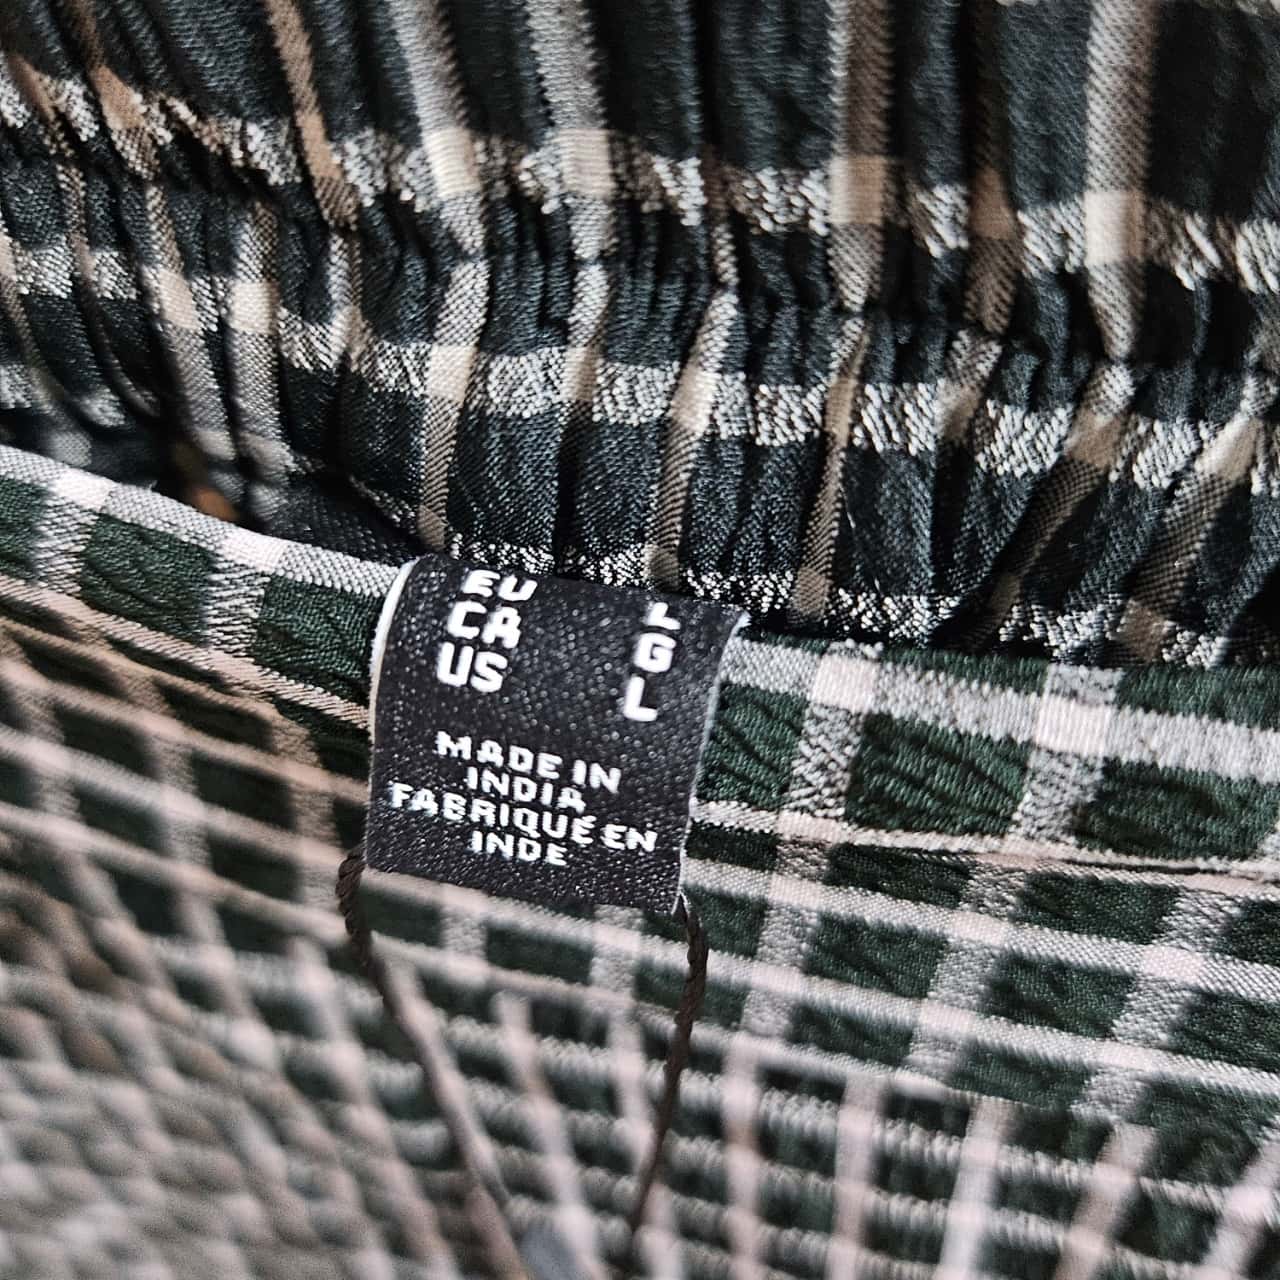 EU L
CA G
US L
MADE IN
INDIA
FABRIQUÉ EN
INDE